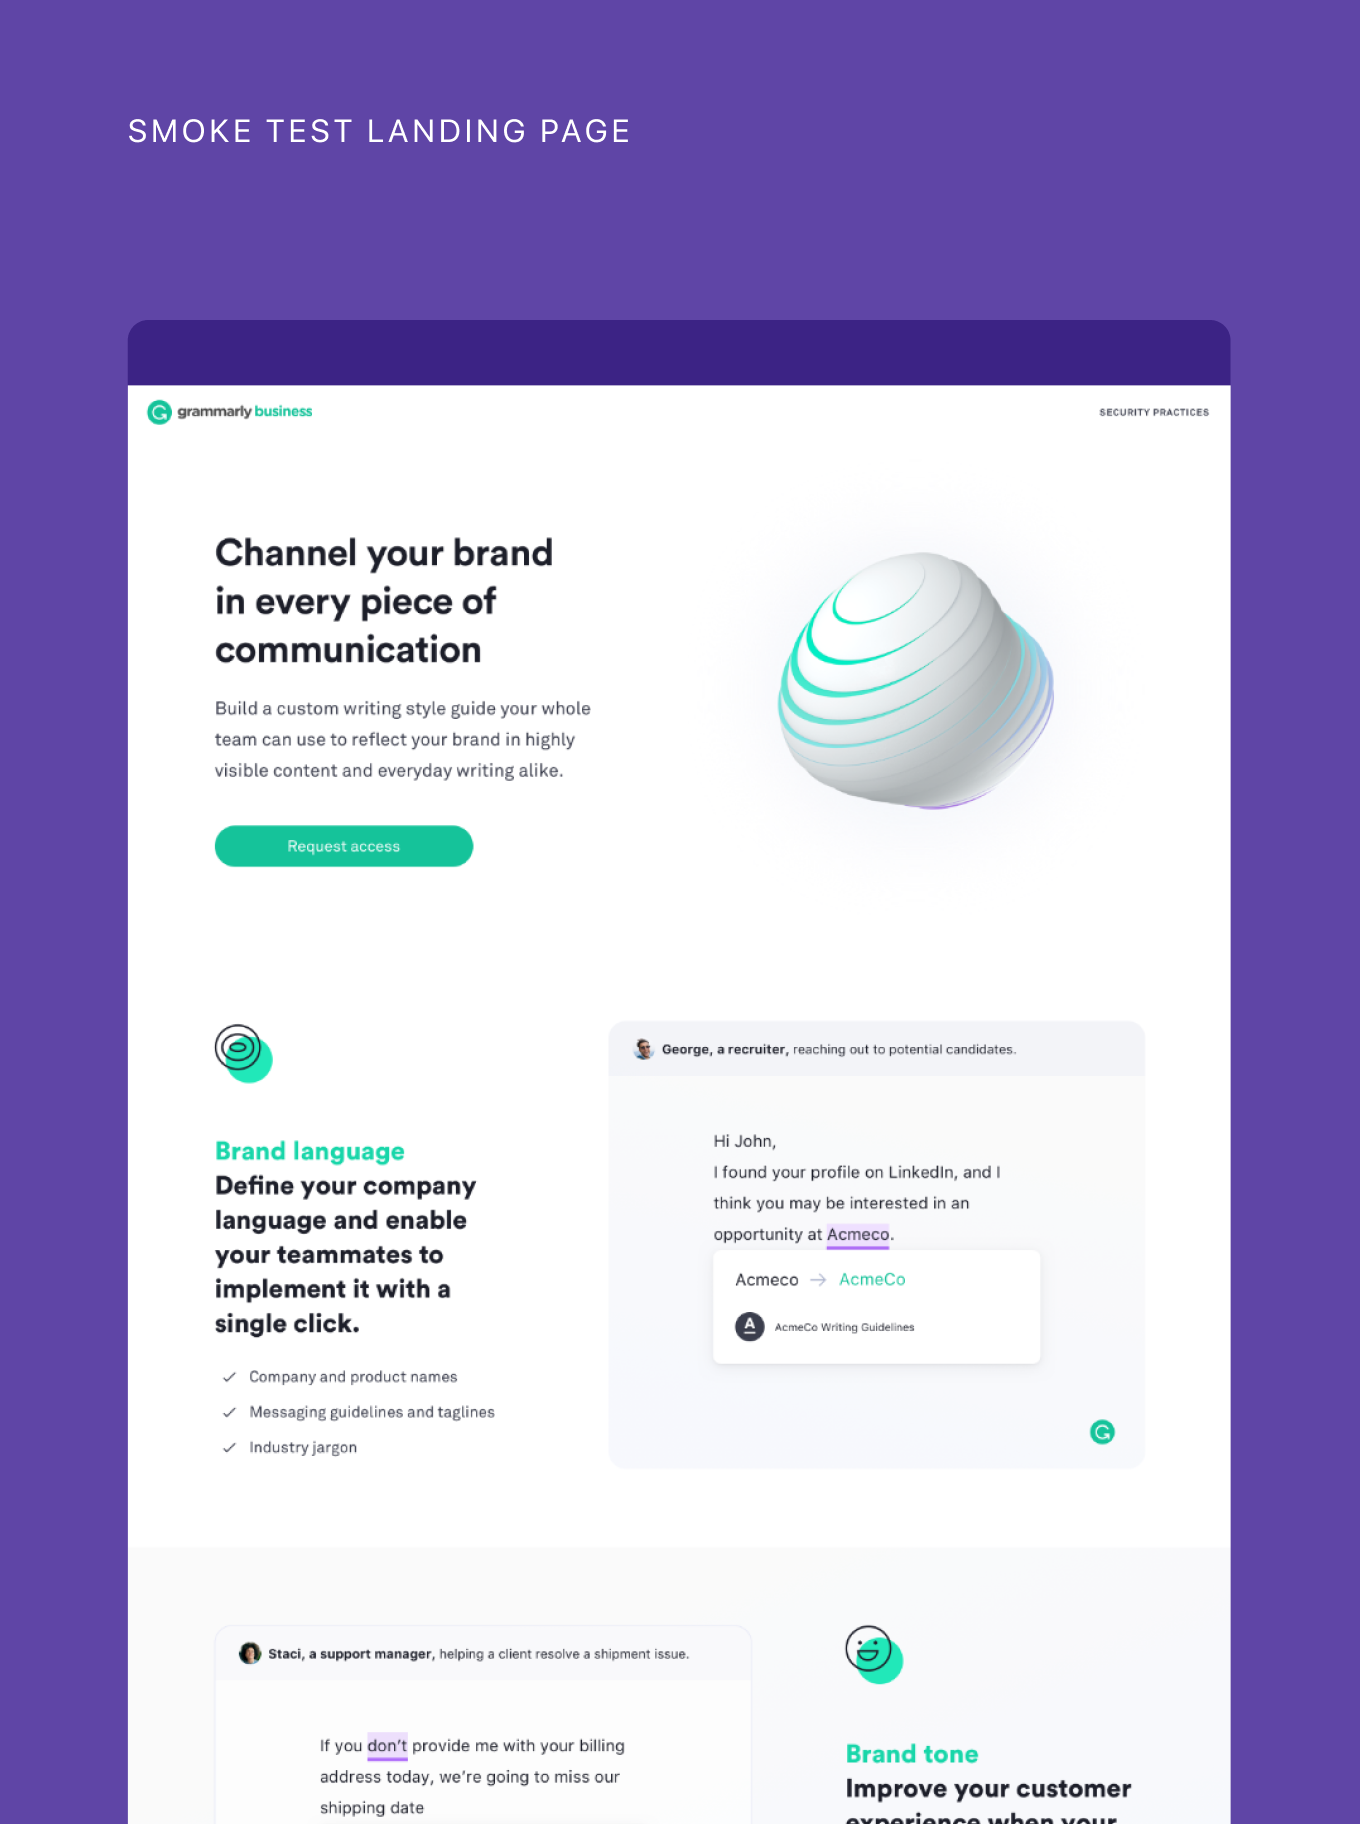 SMOKE TEST LANDING PAGE
grammarly business
SECURITY PRACTICES
Channel your brand
in every piece of
communication
Build a custom writing style guide your whole
team can use to reflect your brand in highly
visible content and everyday writing alike.
Request access
Brand language
Define your company
language and enable
your teammates to
implement it with a
single click.
Company and product names
Messaging guidelines and taglines
Industry jargon
George, a recruiter, reaching out to potential candidates.
Hi John,
I found your profile on LinkedIn, and I
think you may be interested in an
opportunity at Acmeco.
Acmeco → AcmeCo
A
AcmeCo Writing Guidelines
Staci, a support manager, helping a client resolve a shipment issue.
If you don't provide me with your billing
address today, we're going to miss our
shipping date
Brand tone
Improve your customer
experience when your